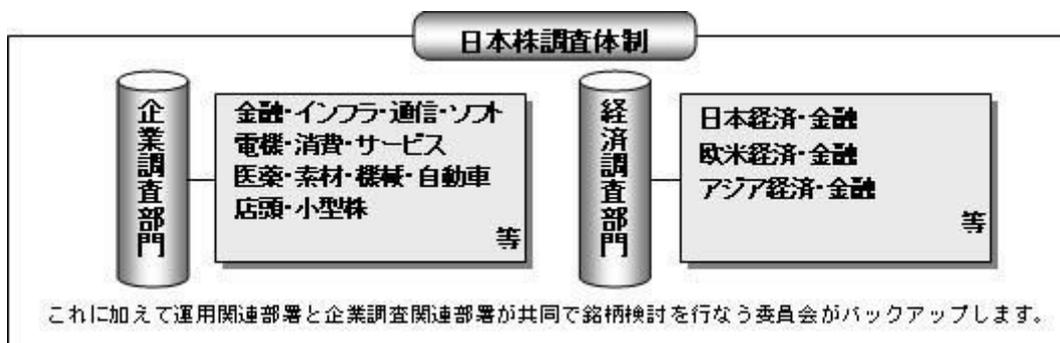 日本株調査体制
企業調査部門
金融・インフラ・通信・ソフト
電機・消費・サービス
医薬・素材・機械・自動車
店頭・小型株
等
経済調査部門
日本経済・金融
欧米経済・金融
アジア経済・金融
等
これに加えて運用関連部署と企業調査関連部署が共同で銘柄検討を行なう委員会がバックアップします。